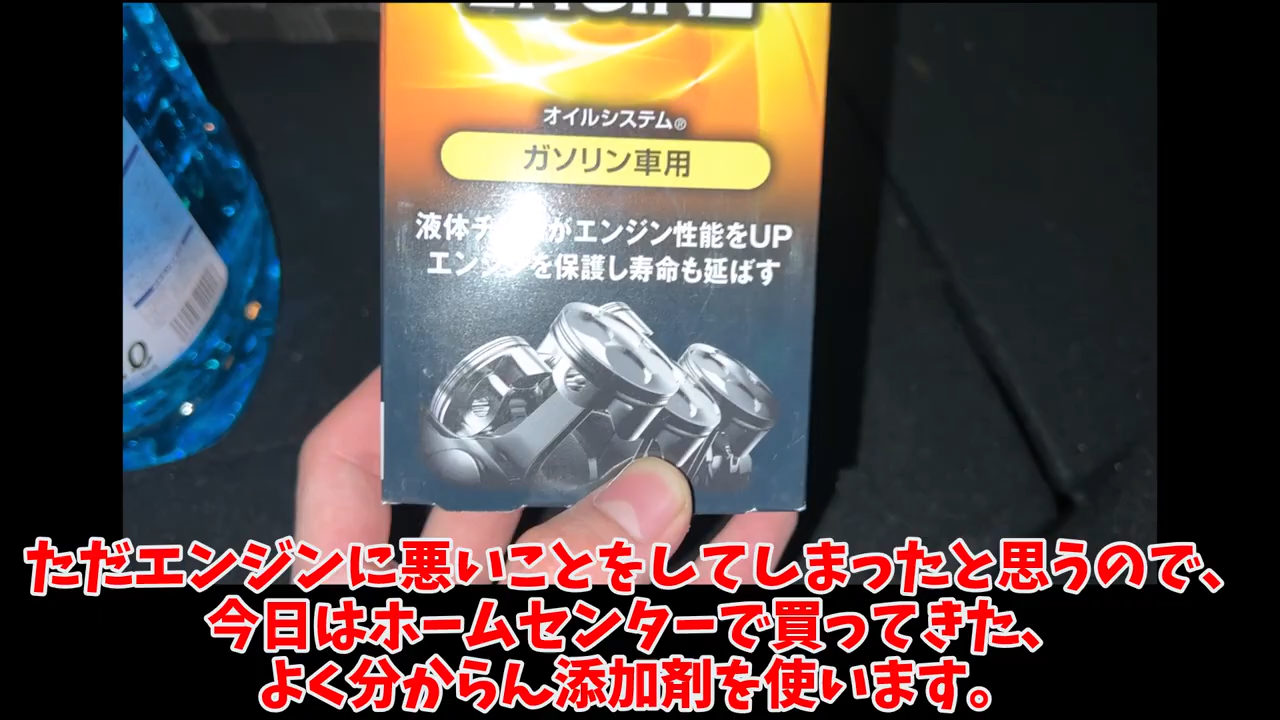 オイルシステム®
ガソリン車用
液体チ がエンジン性能をUP
エンジンを保護し寿命も延ばす
ただエンジンに悪いことをしてしまったと思うので、
今日はホームセンターで買ってきた、
よく分からん添加剤を使います。